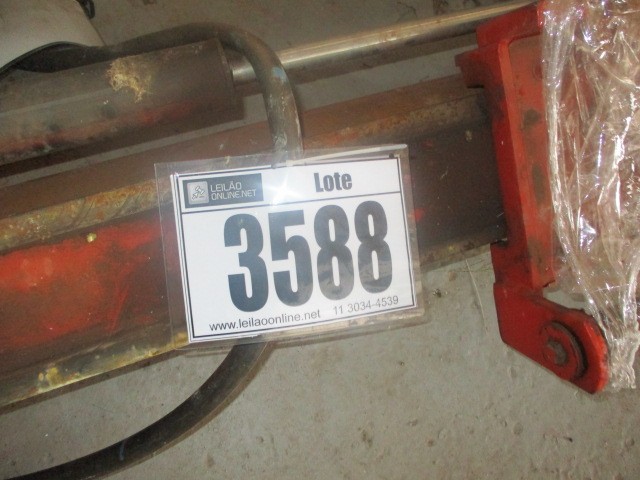 LEILÃO
ONLINE.NET
Lote
3588
www.leilaoonline.net 11 3034-4539